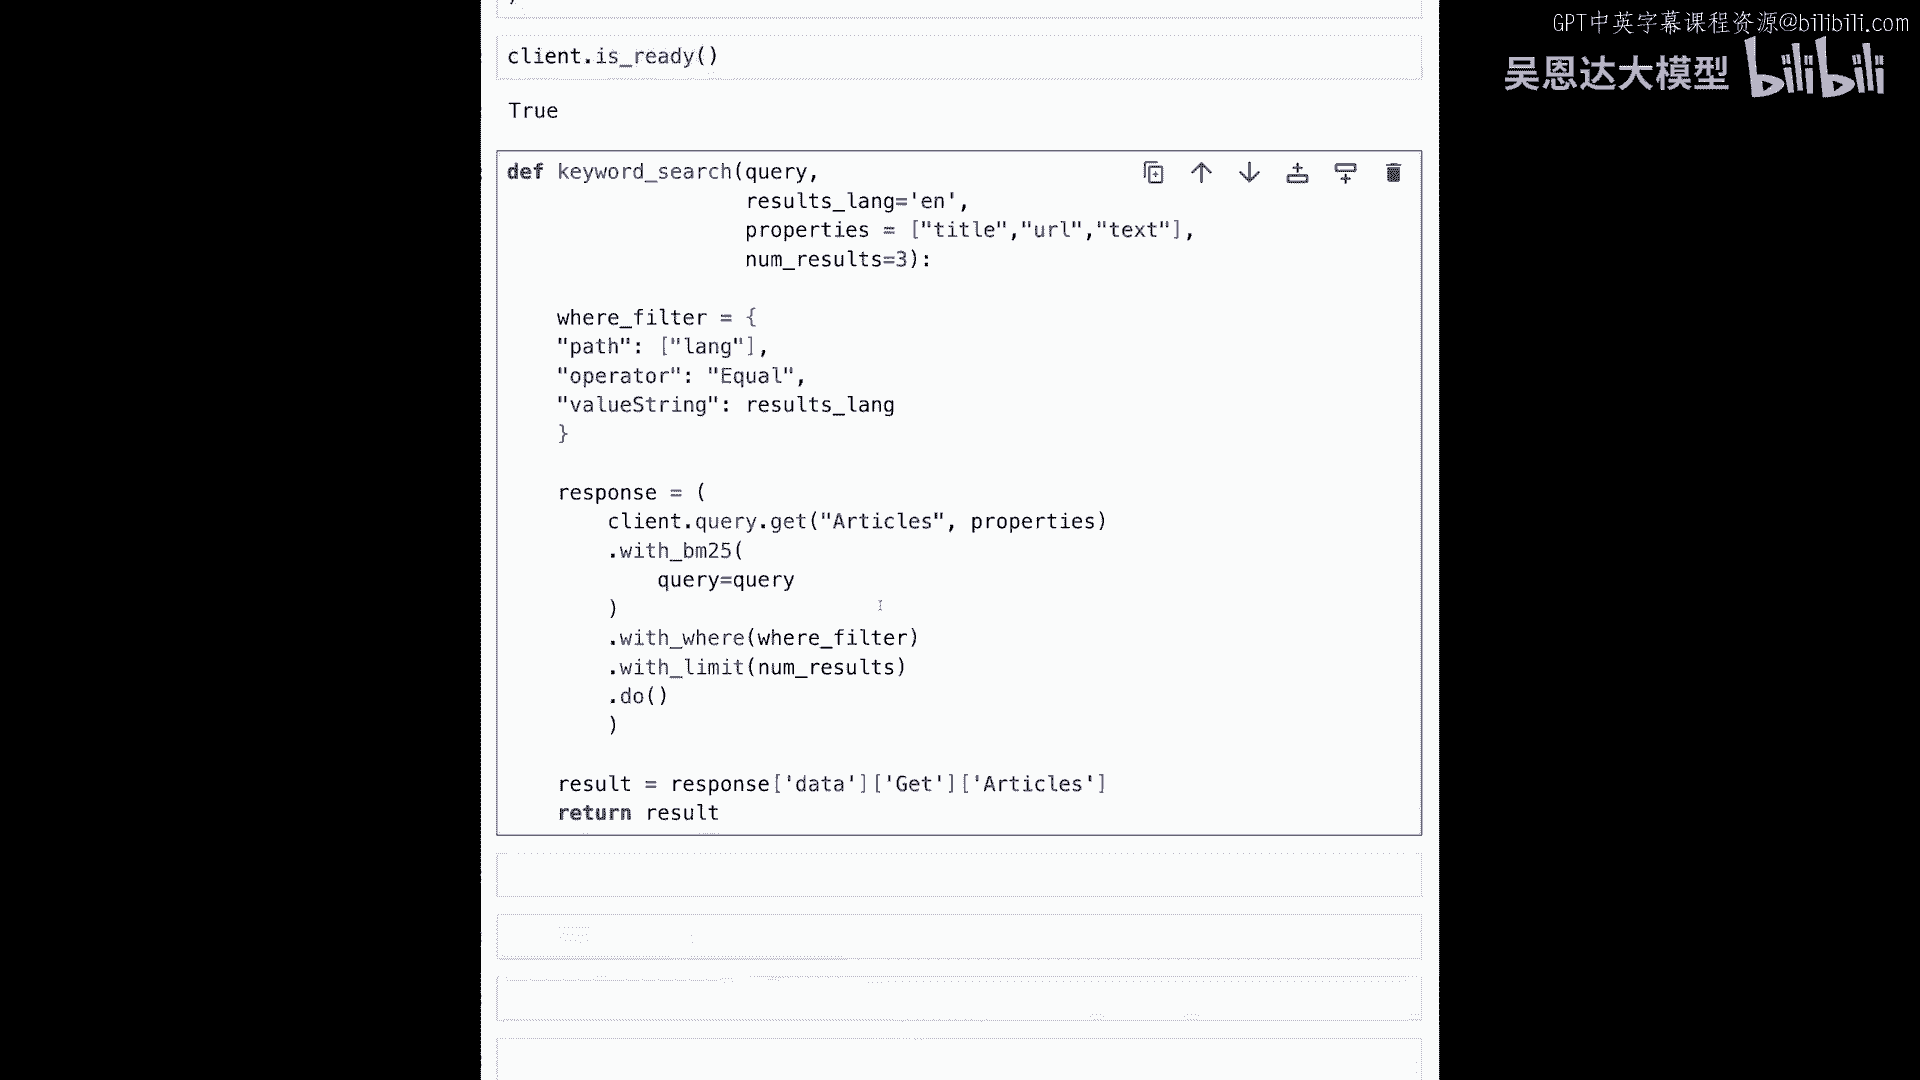 GPT中英字幕课程资源@bilibili.com
吴恩达大模型 bilibili
client.is_ready()
True
def keyword_search(query,
                   results_lang='en',
                   properties = ["title","url","text"],
                   num_results=3):
    where_filter = {
    "path": ["lang"],
    "operator": "Equal",
    "valueString": results_lang
    }
    response = (
        client.query.get("Articles", properties)
        .with_bm25(
            query=query
        )
        .with_where(where_filter)
        .with_limit(num_results)
        .do()
        )
    result = response['data']['Get']['Articles']
    return result